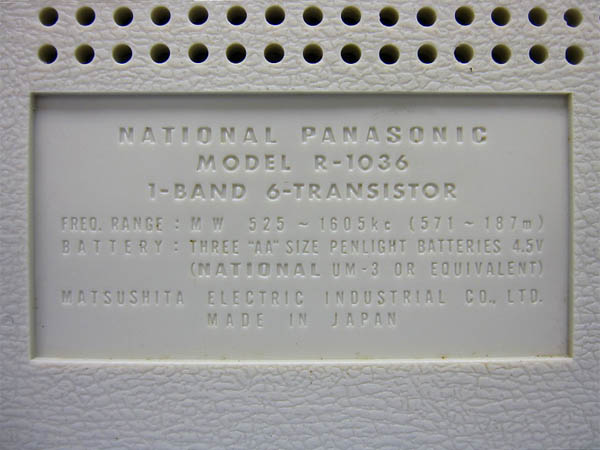 NATIONAL PANASONIC
MODEL R-1036
1-BAND 6-TRANSISTOR
FREQ. RANGE : MW 525 ~ 1605kc (571 ~ 187m)
BATTERY : THREE "AA" SIZE PENLIGHT BATTERIES 4.5V
(NATIONAL UM-3 OR EQUIVALENT)
MATSUSHITA ELECTRIC INDUSTRIAL CO., LTD.
MADE IN JAPAN